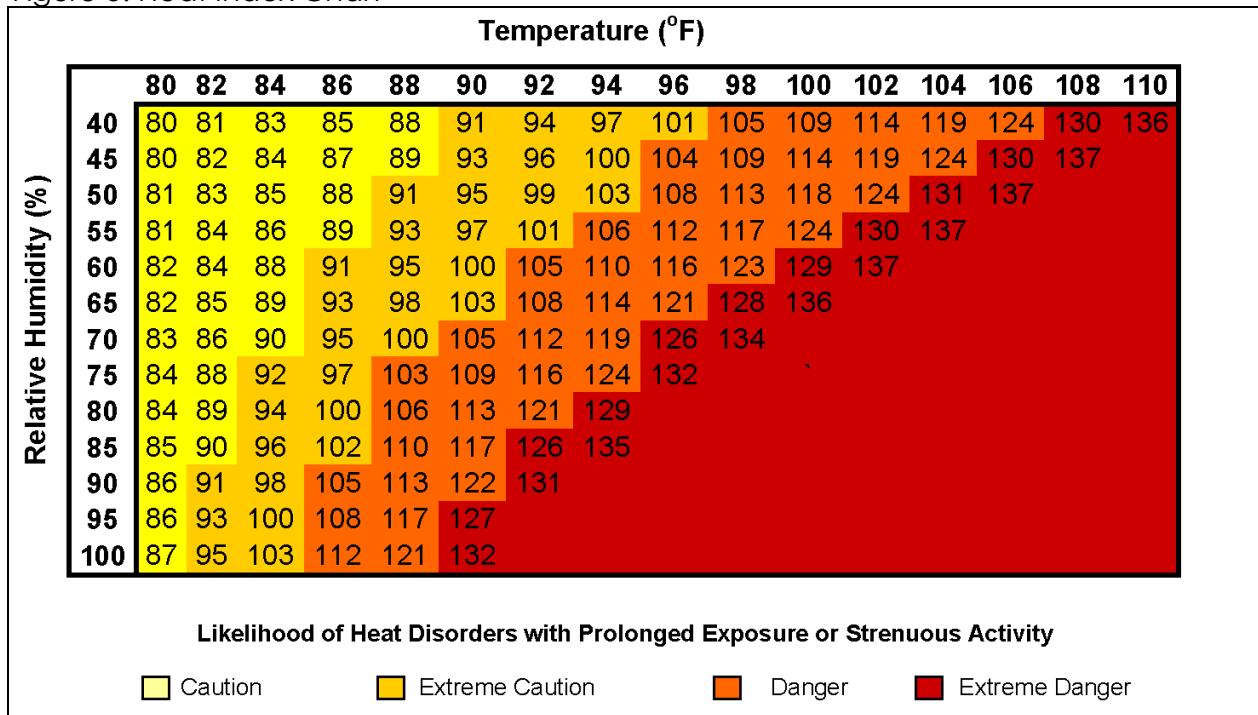 Temperature (°F)
80 82 84 86 88 90 92 94 96 98 100 102 104 106 108 110
Relative Humidity (%)
40 80 81 83 85 88 91 94 97 101 105 109 114 119 124 130 136
45 80 82 84 87 89 93 96 100 104 109 114 119 124 130 137
50 81 83 85 88 91 95 99 103 108 113 118 124 131 137
55 81 84 86 89 93 97 101 106 112 117 124 130 137
60 82 84 88 91 95 100 105 110 116 123 129 137
65 82 85 89 93 98 103 108 114 121 128 136
70 83 86 90 95 100 105 112 119 126 134
75 84 88 92 97 103 109 116 124 132
80 84 89 94 100 106 113 121 129
85 85 90 96 102 110 117 126 135
90 86 91 98 105 113 122 131
95 86 93 100 108 117 127
100 87 95 103 112 121 132
Likelihood of Heat Disorders with Prolonged Exposure or Strenuous Activity
Caution Extreme Caution Danger Extreme Danger